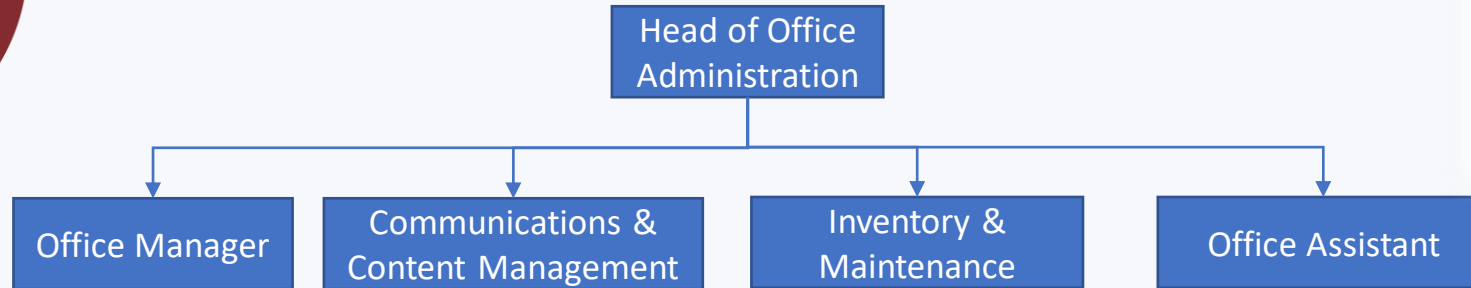 Head of Office
Administration
Office Manager
Communications &
Content Management
Inventory &
Maintenance
Office Assistant